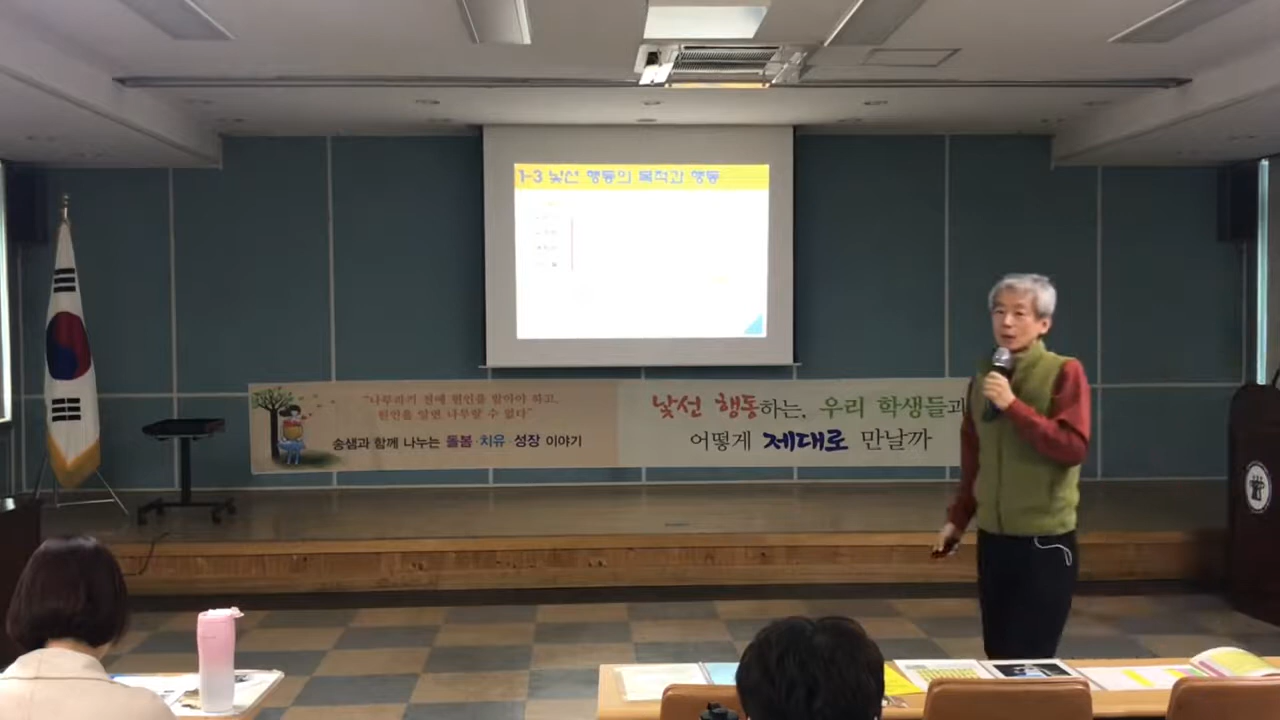 1-3 낯선 행동의 목적과 행동
"나무라기 전에 원인을 알아야 하고,
원인을 알면 나무랄 수 없다"
송샘과 함께 나누는 돌봄·치유·성장 이야기
낯선 행동하는, 우리 학생들과
어떻게 제대로 만날까